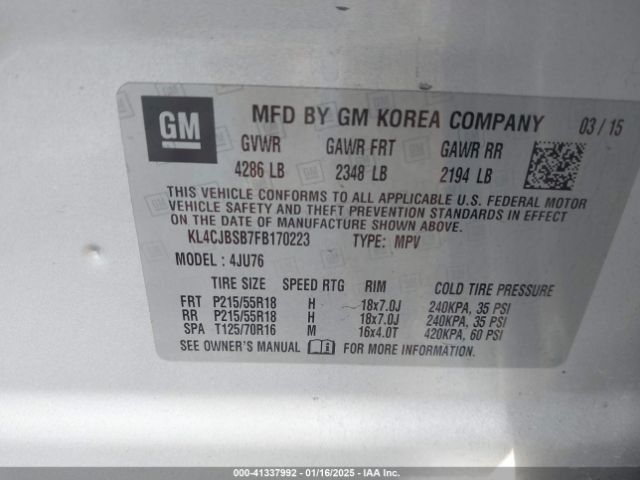 GM
MFD BY GM KOREA COMPANY 03 / 15
GVWR GAWR FRT GAWR RR
4286 LB 2348 LB 2194 LB
THIS VEHICLE CONFORMS TO ALL APPLICABLE U.S. FEDERAL MOTOR
VEHICLE SAFETY AND THEFT PREVENTION STANDARDS IN EFFECT
ON THE DATE OF MANUFACTURE SHOWN ABOVE.
KL4CJBSB7FB170223 TYPE: MPV
MODEL : 4JU76
TIRE SIZE SPEED RTG RIM COLD TIRE PRESSURE
FRT P215/55R18 H 18x7.0J 240KPA, 35 PSI
RR P215/55R18 H 18x7.0J 240KPA, 35 PSI
SPA T125/70R16 M 16x4.0T 420KPA, 60 PSI
SEE OWNER'S MANUAL FOR MORE INFORMATION.
000-41337992 - 01/16/2025 - IAA Inc.